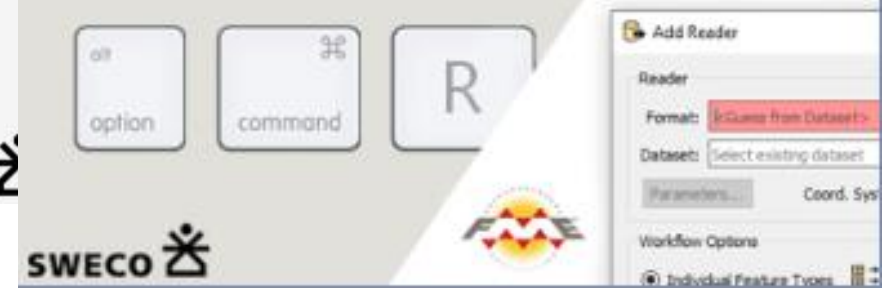 alt
⌘
option
command
R
Add Reader
Reader
Format: <Guess from Dataset>
Dataset: Select existing dataset
Parameters...
Coord. Sys
Workflow Options
Individual Feature Types
FME
SWECO